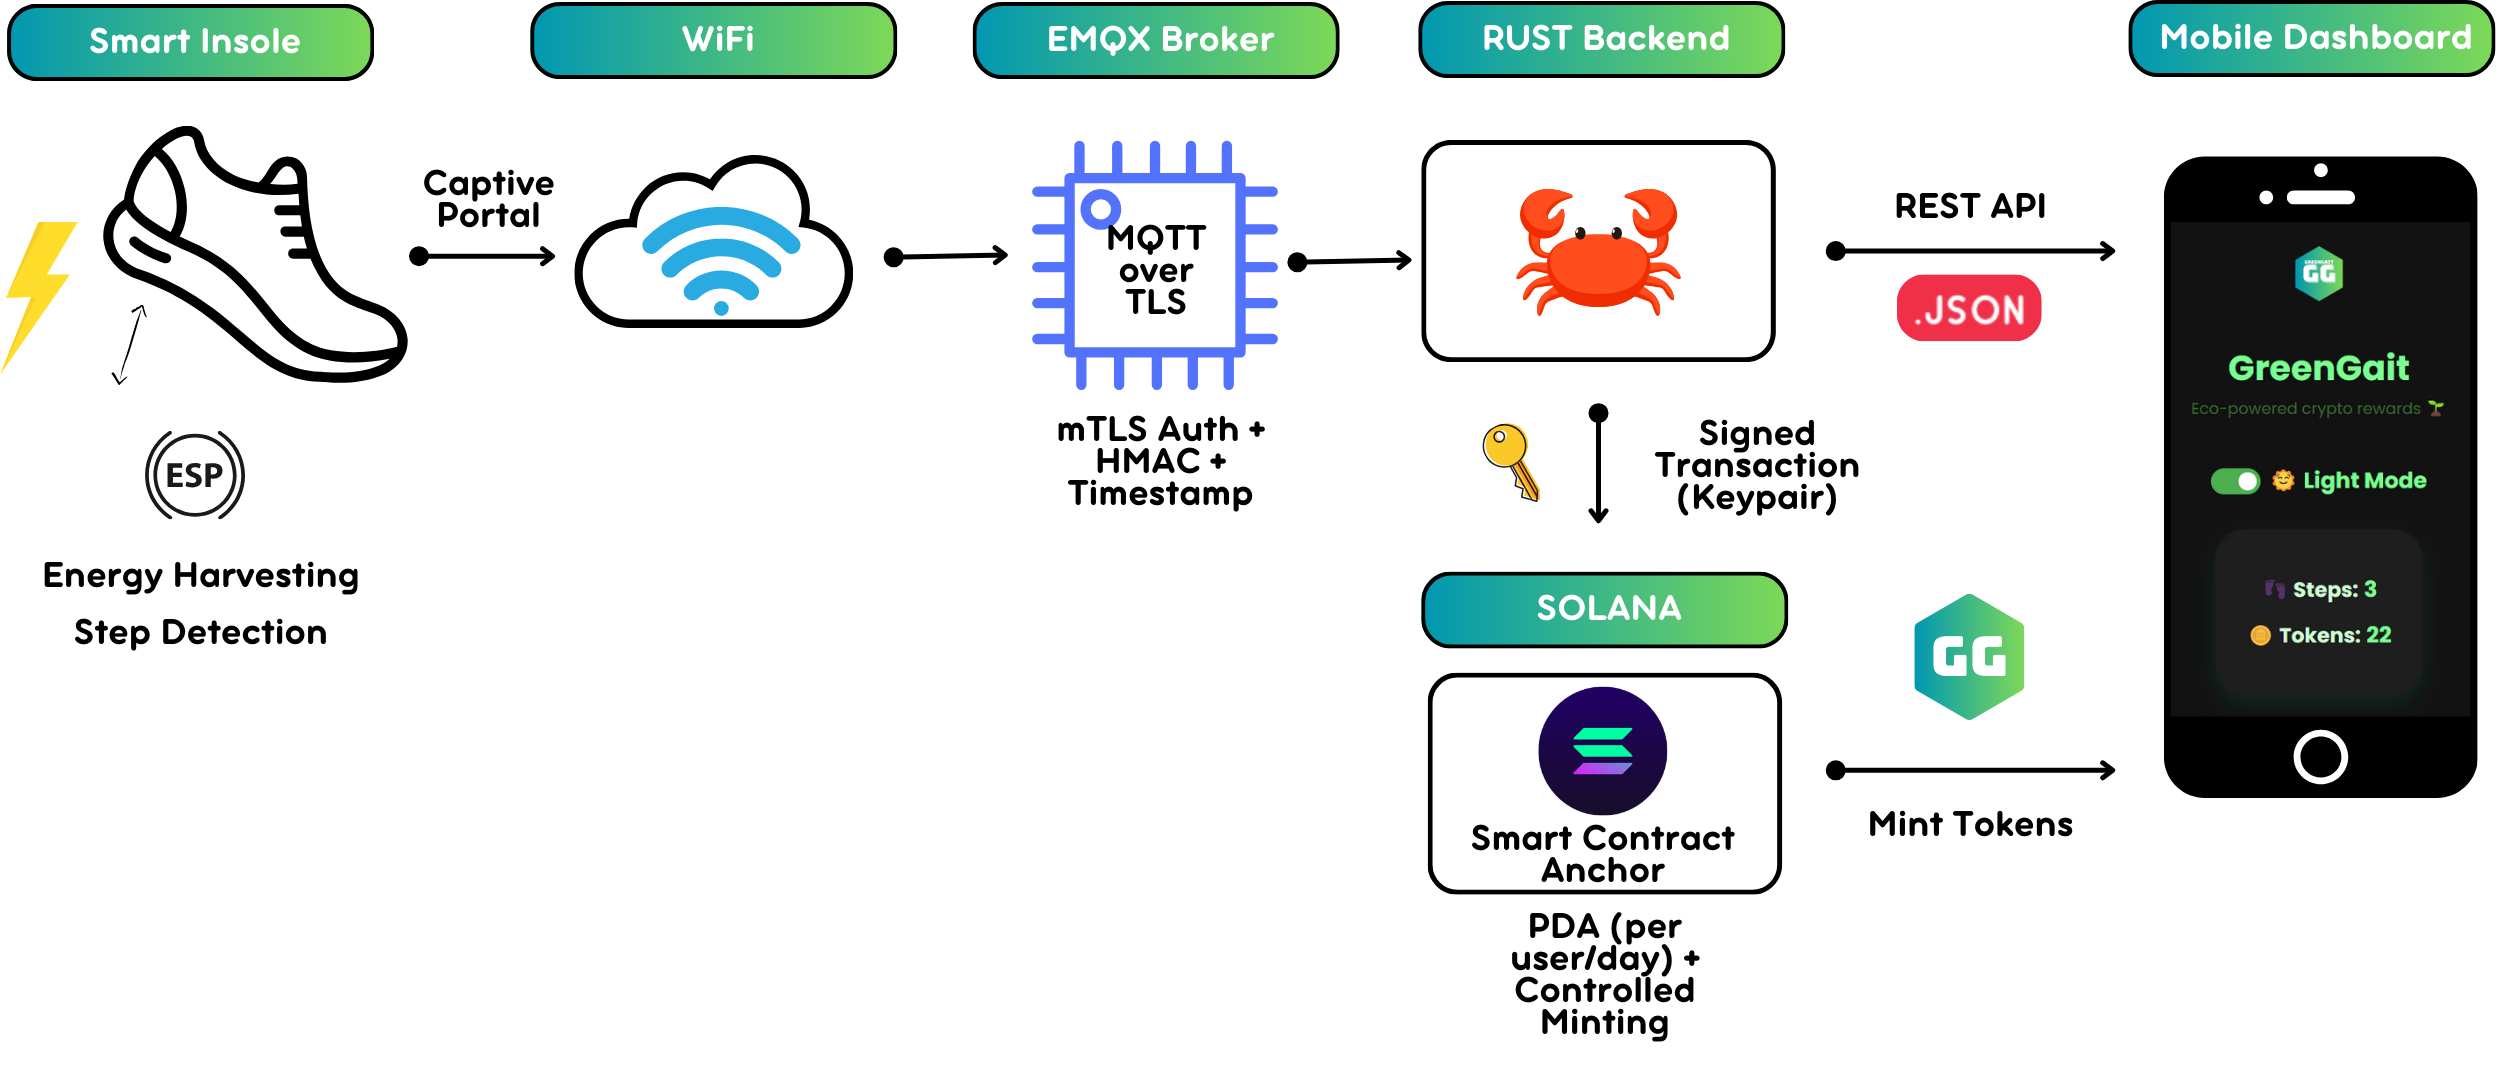 Smart Insole
WiFi
EMQX Broker
RUST Backend
Mobile Dashboard
Captive
Portal
MQTT
over
TLS
REST API
.JSON
GREENGAIT
GG
GreenGait
Eco-powered crypto rewards 🌱
mTLS Auth +
HMAC +
Timestamp
Signed
Transaction
(Keypair)
ESP
🌞 Light Mode
Energy Harvesting
Step Detection
SOLANA
GG
👣 Steps: 3
🪙 Tokens: 22
Smart Contract
Anchor
Mint Tokens
PDA (per
user/day) +
Controlled
Minting